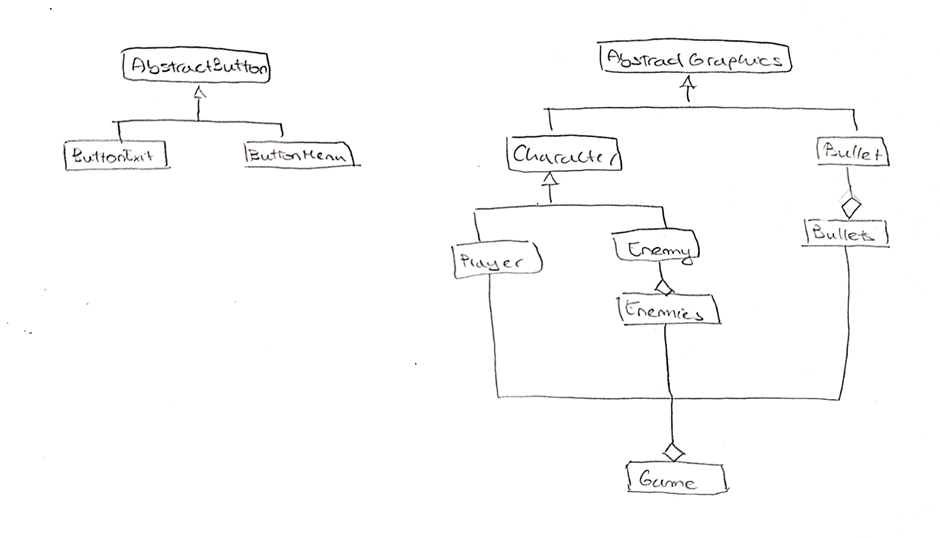 AbstractButton
AbstractGraphics
ButtonExit
ButtonMenu
Character
Bullet
Player
Enemy
Bullets
Enemies
Game